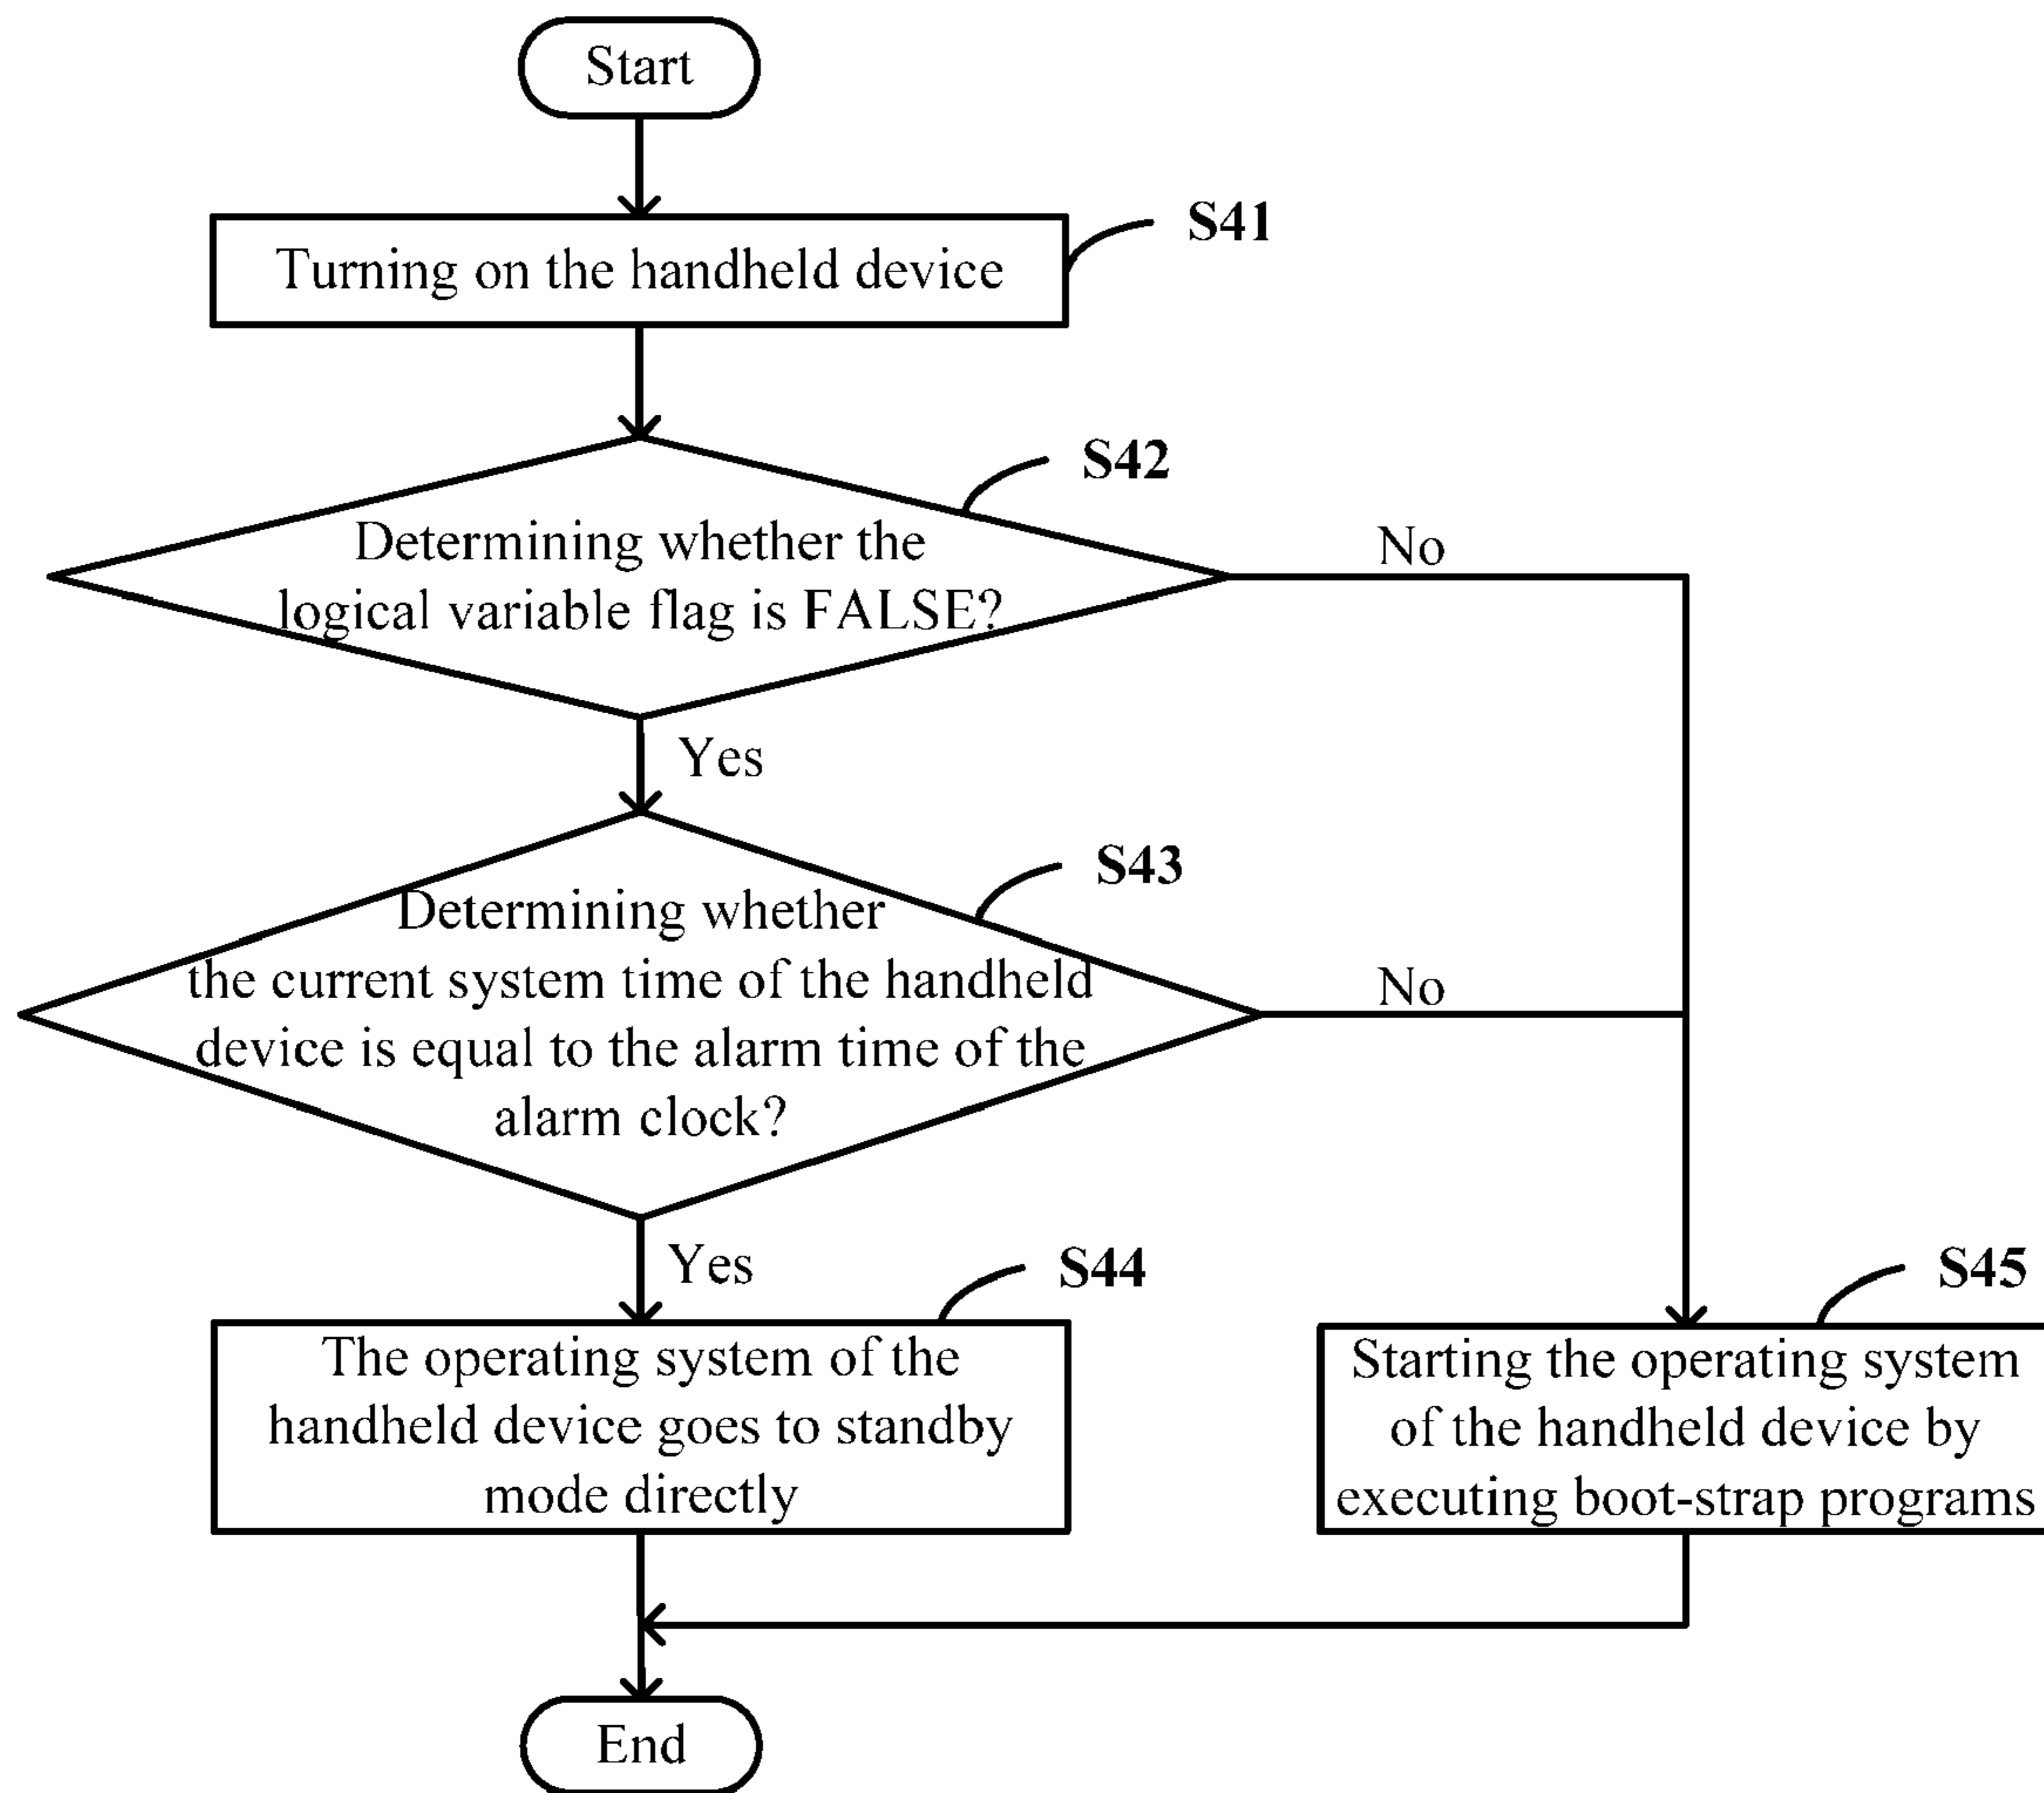 Start
S41
Turning on the handheld device
S42
Determining whether the
logical variable flag is FALSE?
No
Yes
S43
Determining whether
the current system time of the handheld
device is equal to the alarm time of the
alarm clock?
No
Yes
S44
The operating system of the
handheld device goes to standby
mode directly
S45
Starting the operating system
of the handheld device by
executing boot-strap programs
End